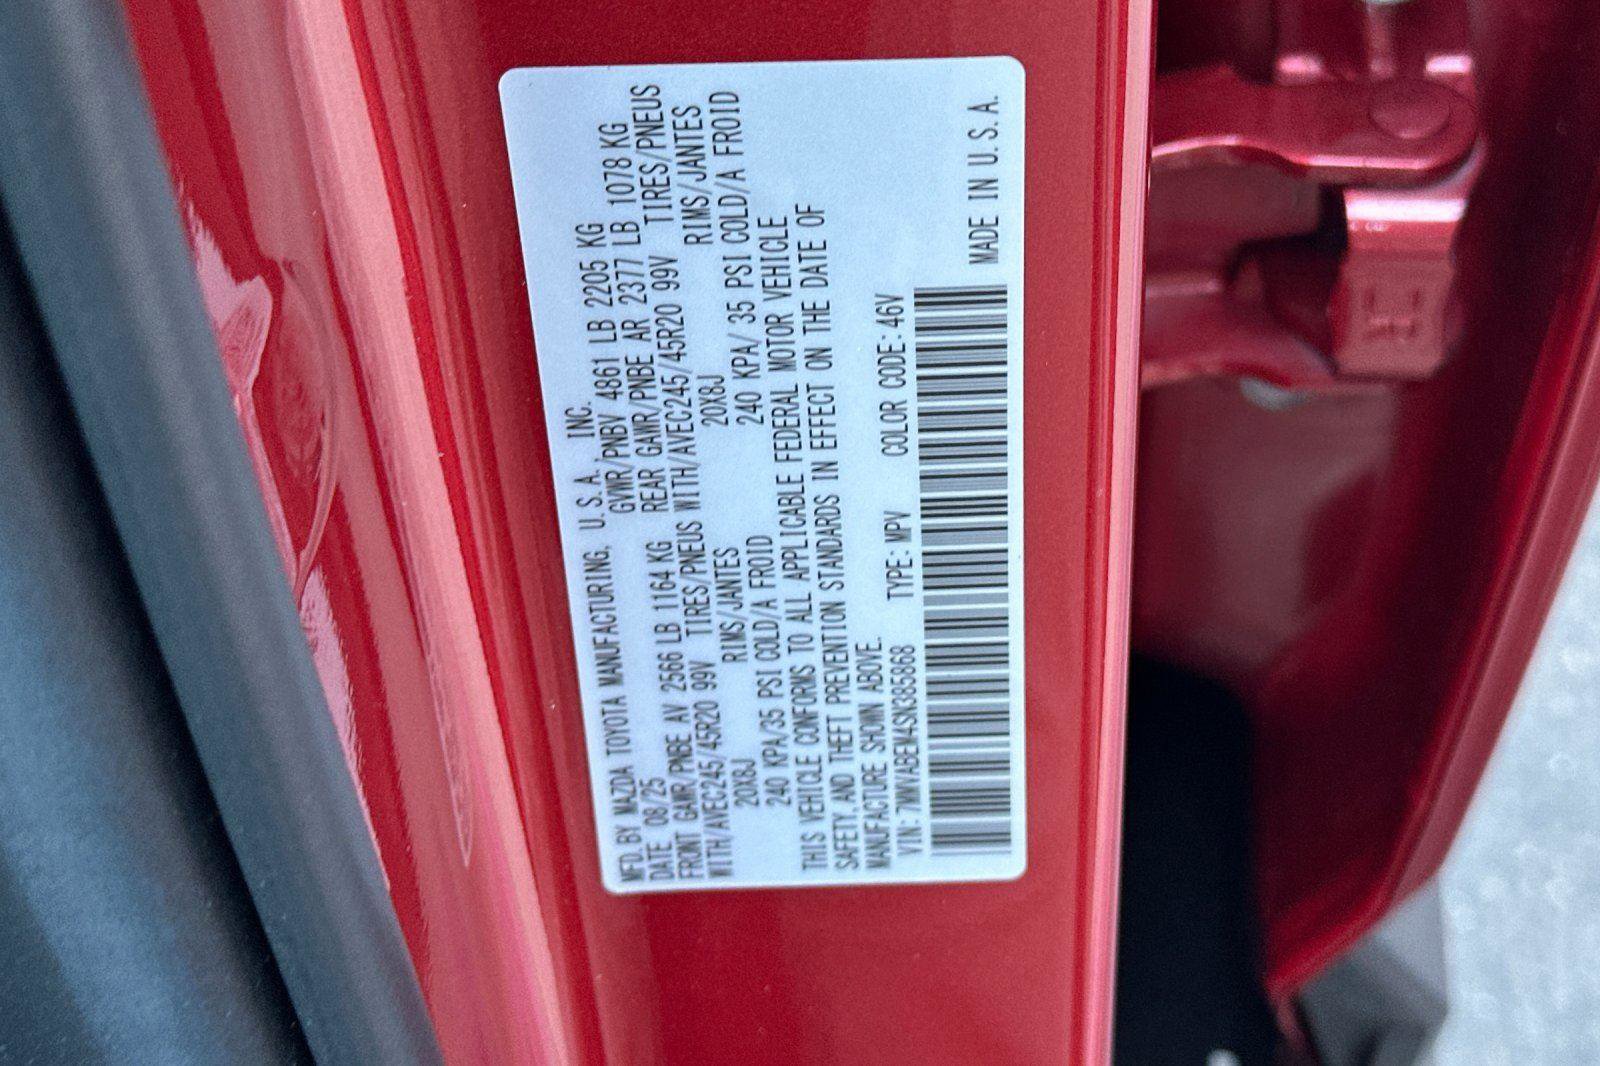 MFD. BY MAZDA TOYOTA MANUFACTURING, U.S.A., INC.
DATE 08/25 GVWR/PNBV 4861 LB 2205 KG
FRONT GAWR/PNBE AV 2566 LB 1164 KG REAR GAWR/PNBE AR 2377 LB 1078 KG
WITH/AVEC245/45R20 99V TIRES/PNEUS WITH/AVEC245/45R20 99V TIRES/PNEUS
20X8J RIMS/JANTES 20X8J RIMS/JANTES
240 KPA/35 PSI COLD/A FROID 240 KPA/35 PSI COLD/A FROID
THIS VEHICLE CONFORMS TO ALL APPLICABLE FEDERAL MOTOR VEHICLE
SAFETY, AND THEFT PREVENTION STANDARDS IN EFFECT ON THE DATE OF
MANUFACTURE SHOWN ABOVE.
VIN: 7MMVABEM4SN385868 TYPE: MPV COLOR CODE: 46V
MADE IN U.S.A.